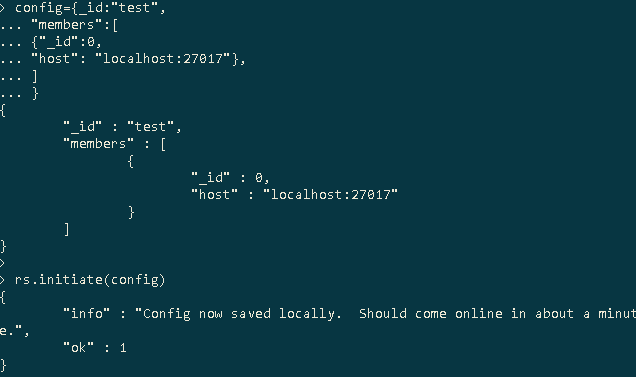 > config={_id:"test",
... "members":[
... {"_id":0,
... "host": "localhost:27017"},
... ]
... }
{
        "_id" : "test",
        "members" : [
                {
                        "_id" : 0,
                        "host" : "localhost:27017"
                }
        ]
}
>
> rs.initiate(config)
{
        "info" : "Config now saved locally.  Should come online in about a minut
e.",
        "ok" : 1
}